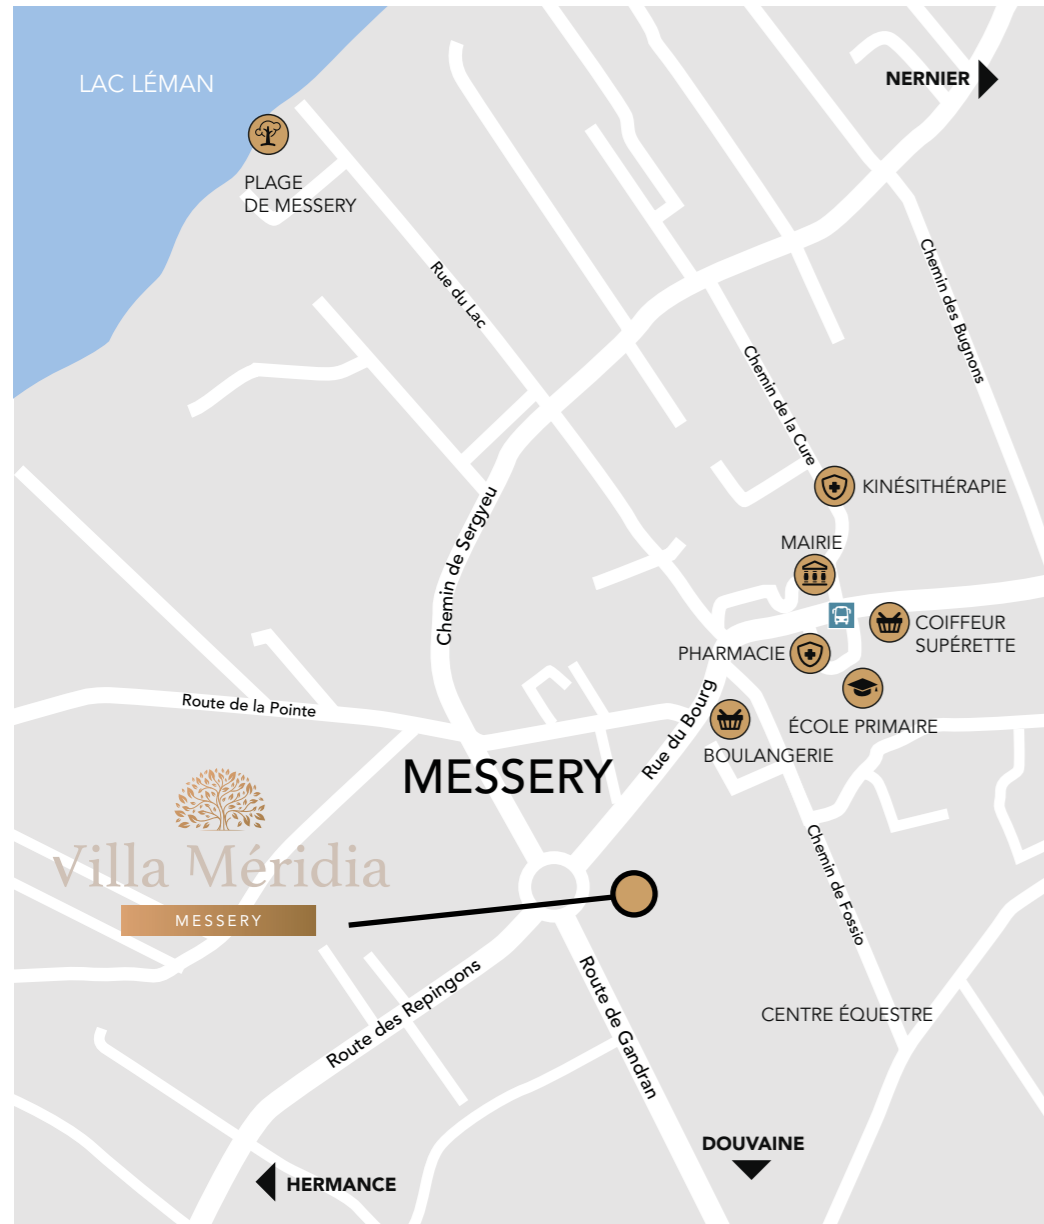 LAC LÉMAN
NERNIER
PLAGE
DE MESSERY
Rue du Lac
Chemin des Bugnons
Chemin de la Cure
KINÉSITHÉRAPIE
Chemin de Sergyeu
MAIRIE
COIFFEUR
SUPÉRETTE
PHARMACIE
Route de la Pointe
Rue du Bourg
ÉCOLE PRIMAIRE
BOULANGERIE
MESSERY
Villa Méridia
MESSERY
Chemin de Fossio
Route des Repingons
Route de Gandran
CENTRE ÉQUESTRE
DOUVAINE
HERMANCE